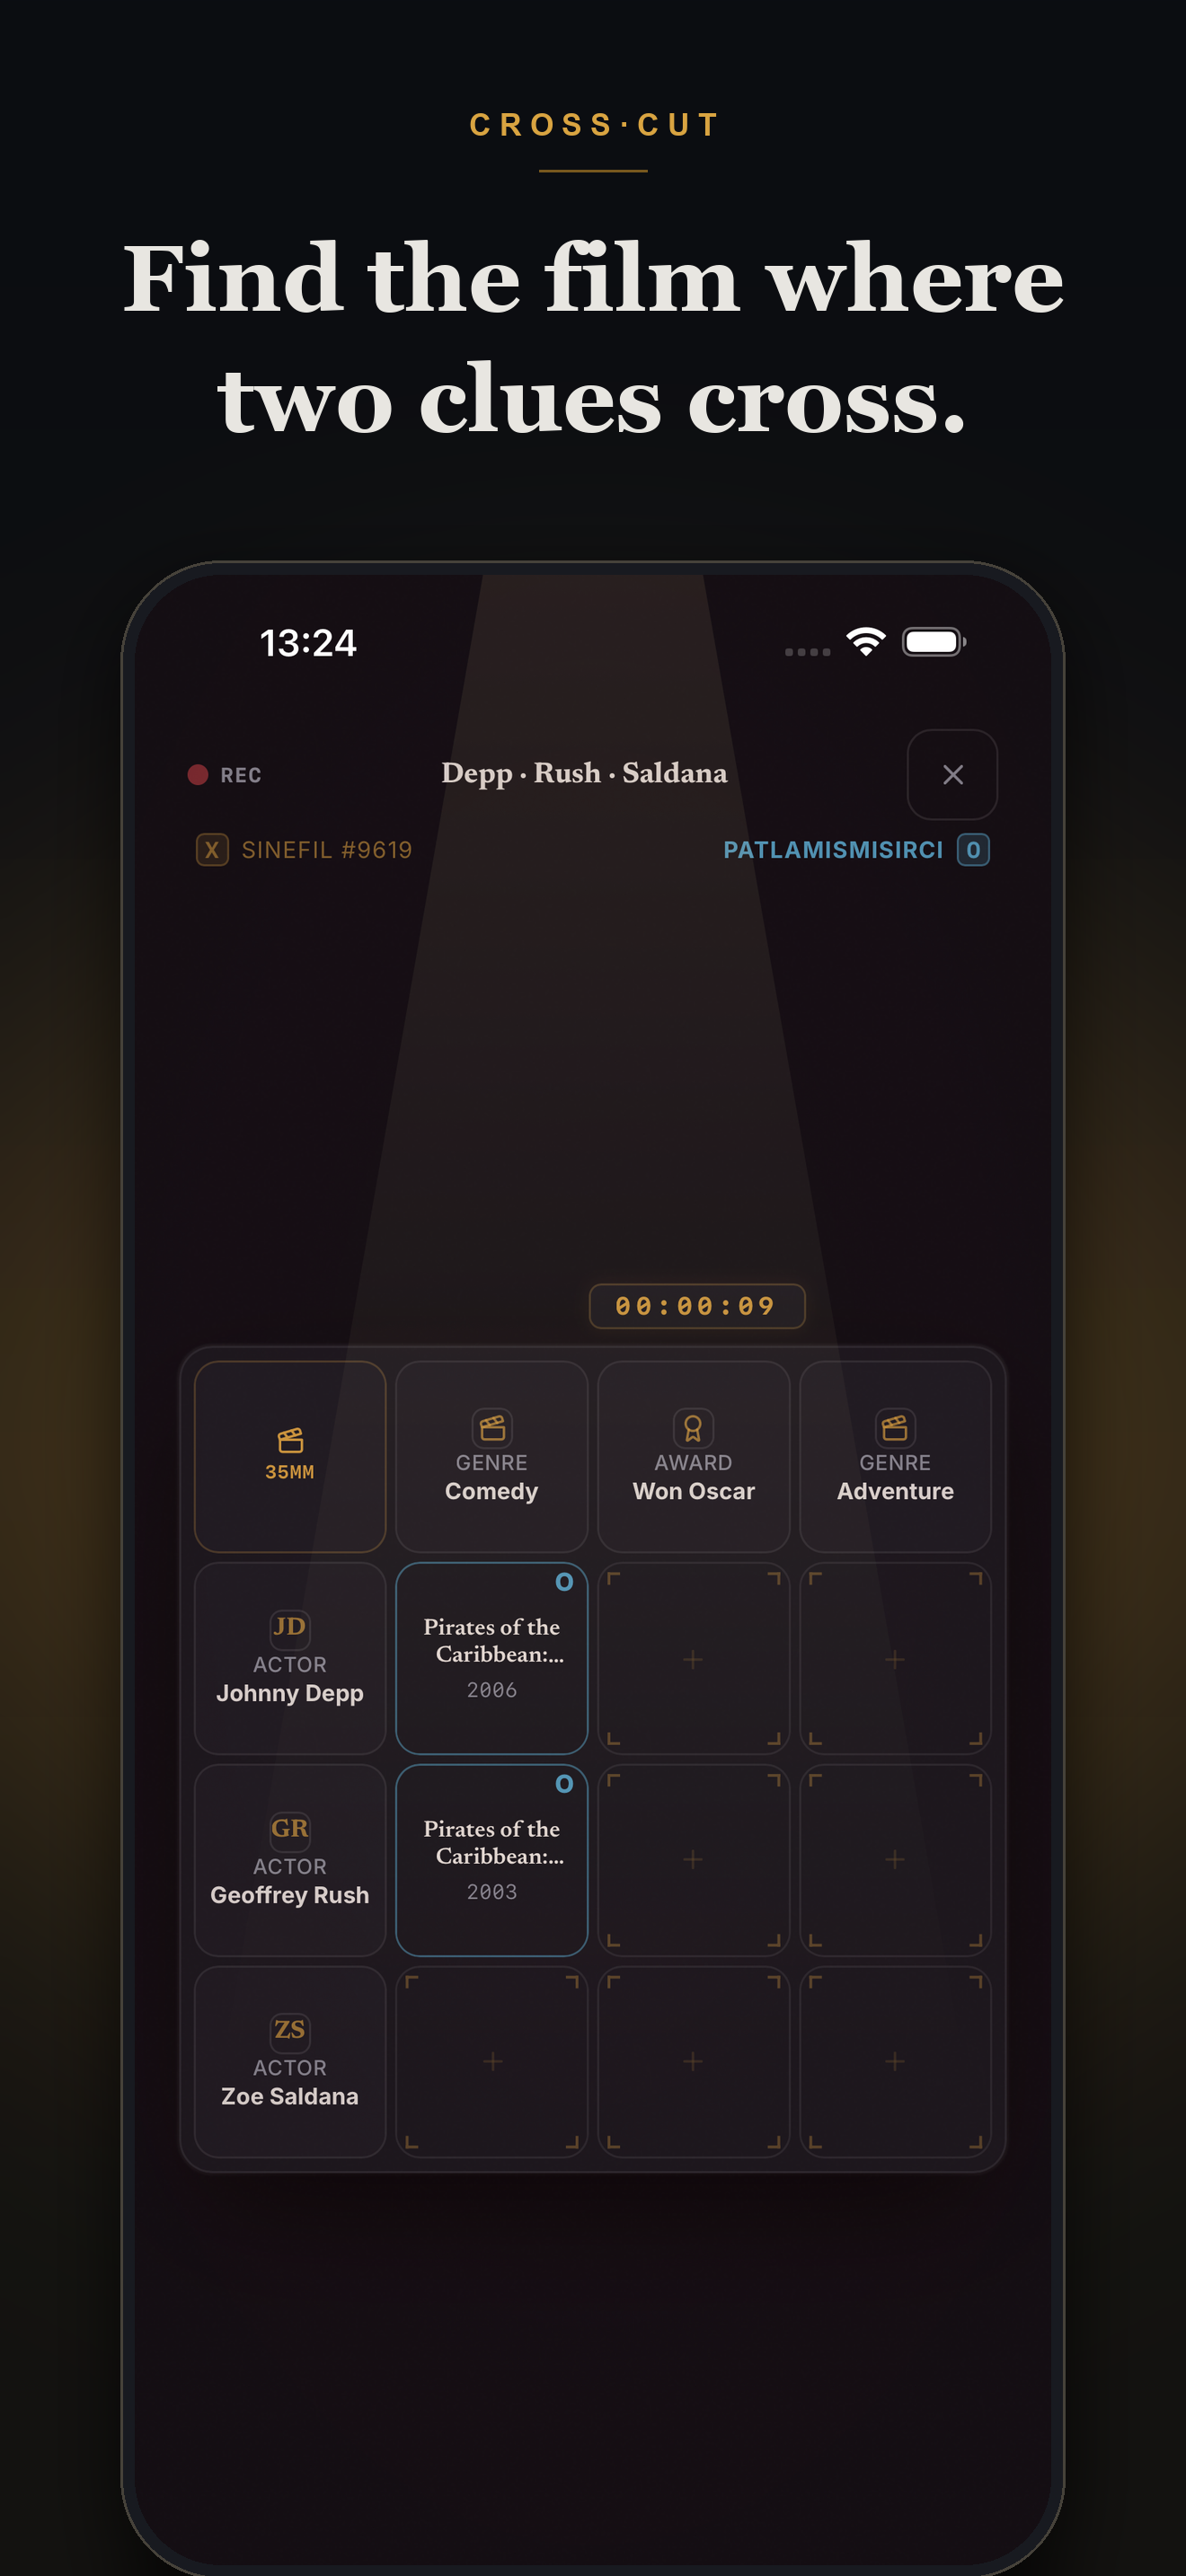 CROSS·CUT
Find the film where
two clues cross.
13:24
REC
Depp · Rush · Saldana
X SINEFIL #9619
PATLAMISMISIRCI O
00:00:09
35MM
GENRE
Comedy
AWARD
Won Oscar
GENRE
Adventure
JD
ACTOR
Johnny Depp
O
Pirates of the
Caribbean:...
2006
GR
ACTOR
Geoffrey Rush
O
Pirates of the
Caribbean:...
2003
ZS
ACTOR
Zoe Saldana